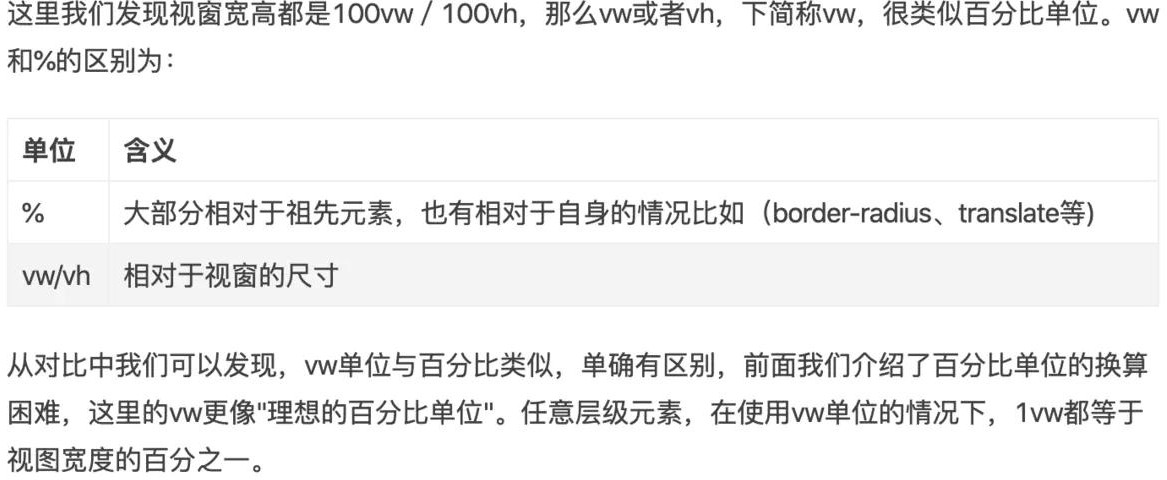 这里我们发现视窗宽高都是100vw / 100vh，那么vw或者vh，下简称vw，很类似百分比单位。vw
和%的区别为：
单位 含义
% 大部分相对于祖先元素，也有相对于自身的情况比如（border-radius、translate等)
vw/vh 相对于视窗的尺寸
从对比中我们可以发现，vw单位与百分比类似，单确有区别，前面我们介绍了百分比单位的换算
困难，这里的vw更像"理想的百分比单位"。任意层级元素，在使用vw单位的情况下，1vw都等于
视图宽度的百分之一。